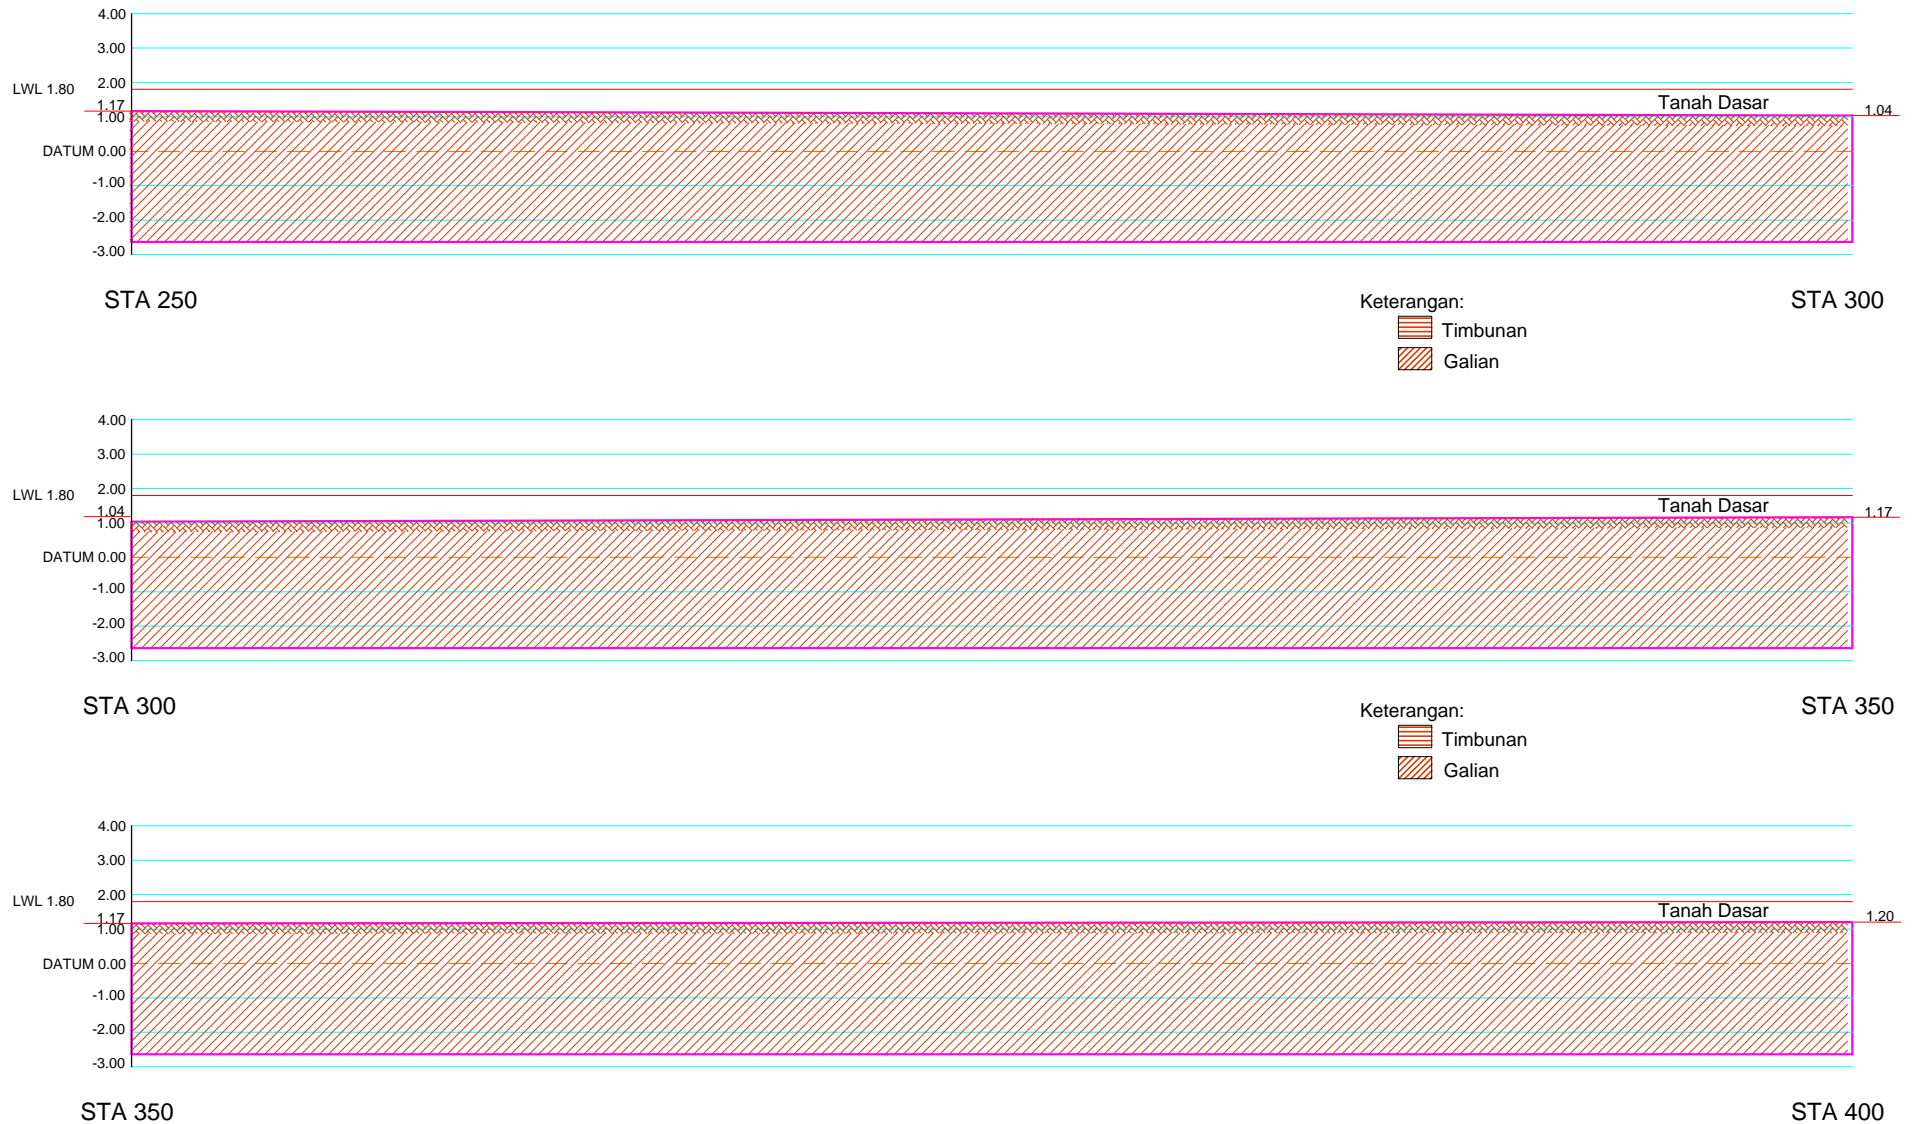 4.00
3.00
2.00
LWL 1.80
1.17
1.00
Tanah Dasar
1.04
DATUM 0.00
-1.00
-2.00
-3.00
STA 250
STA 300
Keterangan:
Timbunan
Galian
4.00
3.00
2.00
LWL 1.80
1.04
1.00
Tanah Dasar
1.17
DATUM 0.00
-1.00
-2.00
-3.00
STA 300
STA 350
Keterangan:
Timbunan
Galian
4.00
3.00
2.00
LWL 1.80
1.17
1.00
Tanah Dasar
1.20
DATUM 0.00
-1.00
-2.00
-3.00
STA 350
STA 400